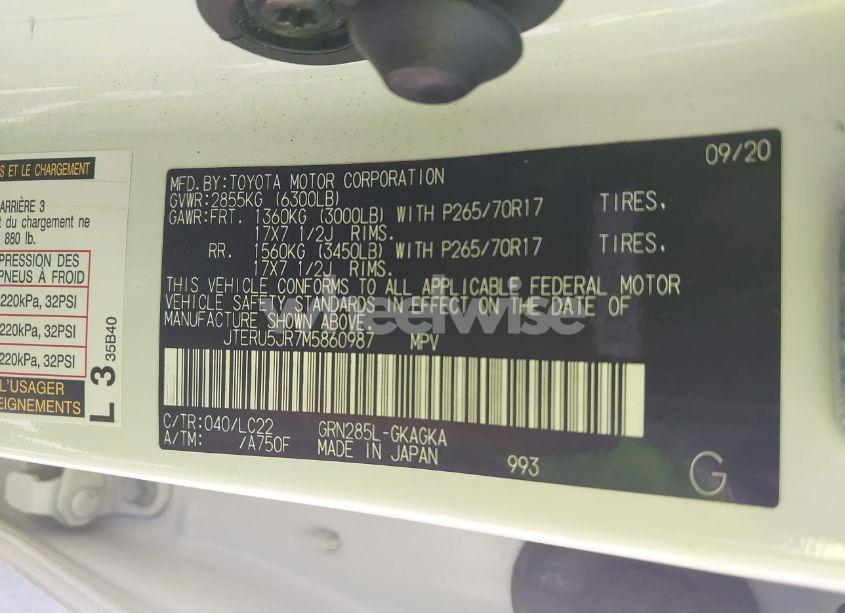 S ET LE CHARGEMENT
ARRIÈRE 3
t du chargement ne
880 lb.
PRESSION DES
PNEUS À FROID
220kPa, 32PSI
220kPa, 32PSI
220kPa, 32PSI
L'USAGER
EIGNEMENTS
L 3 35B40
09/20
MFD.BY:TOYOTA MOTOR CORPORATION
GVWR:2855KG (6300LB)
GAWR:FRT. 1360KG (3000LB) WITH P265/70R17 TIRES.
17X7 1/2J RIMS.
RR. 1560KG (3450LB) WITH P265/70R17 TIRES.
17X7 1/2J RIMS.
THIS VEHICLE CONFORMS TO ALL APPLICABLE FEDERAL MOTOR
VEHICLE SAFETY STANDARDS IN EFFECT ON THE DATE OF
MANUFACTURE SHOWN ABOVE.
JTERU5JR7M5860987 MPV
C/TR:040/LC22 GRN285L-GKAGKA
A/TM: /A750F MADE IN JAPAN 993
G
wheelwise